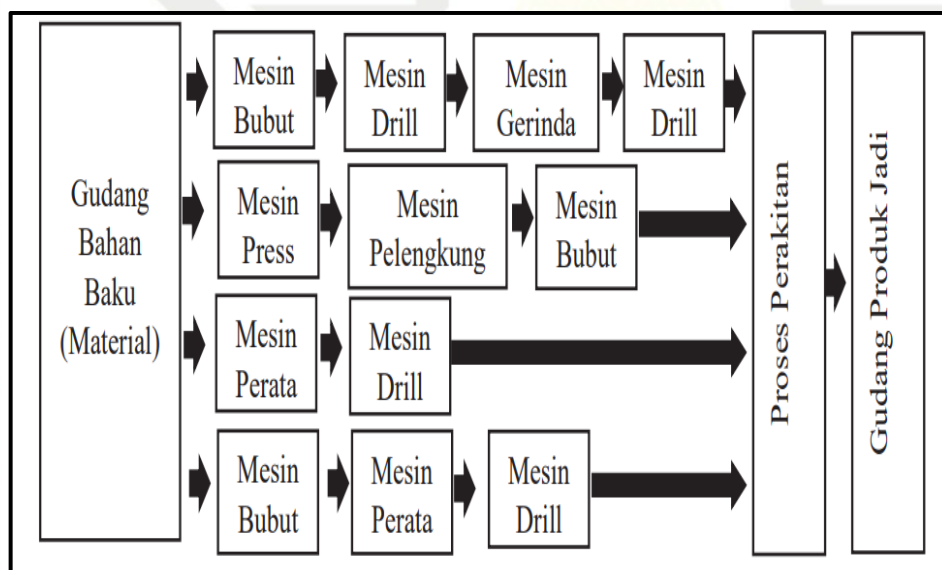 Gudang
Bahan
Baku
(Material)
Mesin
Bubut
Mesin
Drill
Mesin
Gerinda
Mesin
Drill
Mesin
Press
Mesin
Pelengkung
Mesin
Bubut
Mesin
Perata
Mesin
Drill
Mesin
Bubut
Mesin
Perata
Mesin
Drill
Proses Perakitan
Gudang Produk Jadi